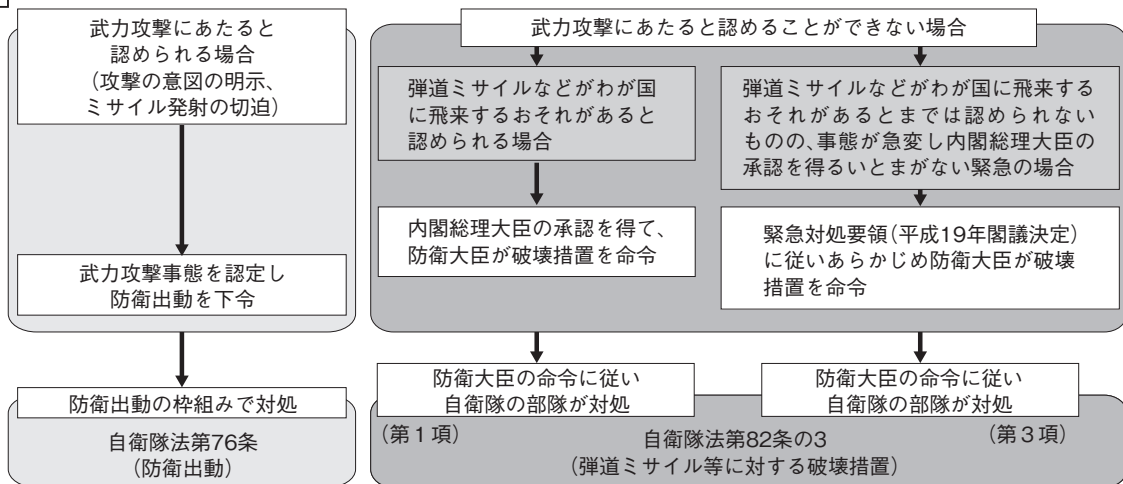 武力攻撃にあたると
認められる場合
(攻撃の意図の明示、
ミサイル発射の切迫)
武力攻撃事態を認定し
防衛出動を下令
防衛出動の枠組みで対処
自衛隊法第76条
(防衛出動)
武力攻撃にあたると認めることができない場合
弾道ミサイルなどがわが国
に飛来するおそれがあると
認められる場合
内閣総理大臣の承認を得て、
防衛大臣が破壊措置を命令
防衛大臣の命令に従い
自衛隊の部隊が対処
(第1項)
弾道ミサイルなどがわが国に飛来する
おそれがあるとまでは認められない
ものの、事態が急変し内閣総理大臣の
承認を得るいとまがない緊急の場合
緊急対処要領(平成19年閣議決定)
に従いあらかじめ防衛大臣が破壊
措置を命令
防衛大臣の命令に従い
自衛隊の部隊が対処
(第3項)
自衛隊法第82条の3
(弾道ミサイル等に対する破壊措置)